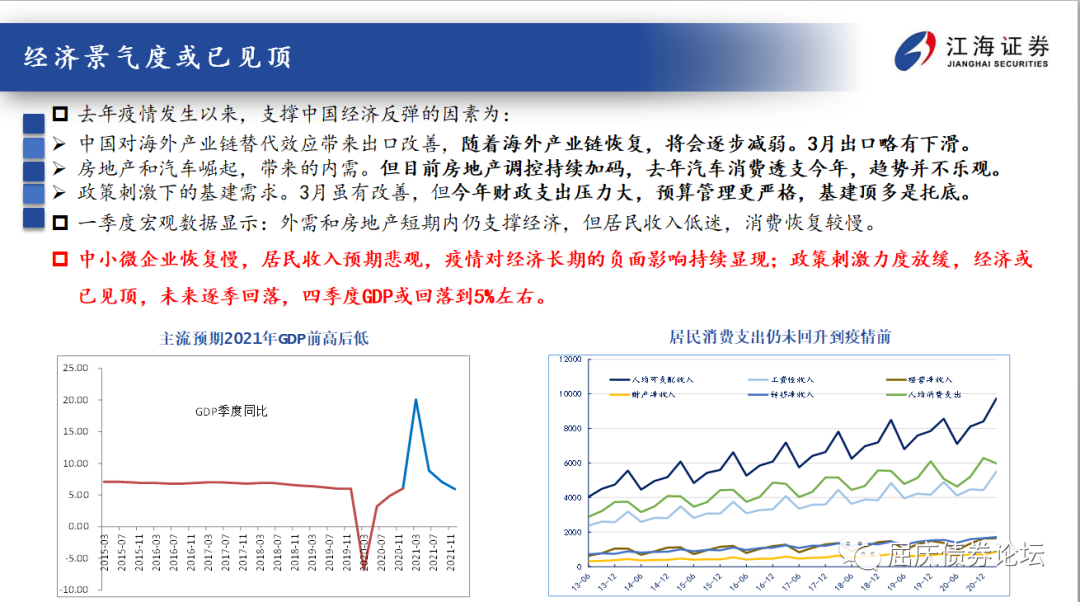 经济景气度或已见顶
江海证券
JIANGHAI SECURITIES
去年疫情发生以来，支撑中国经济反弹的因素为：
中国对海外产业链替代效应带来出口改善，随着海外产业链恢复，将会逐步减弱。3月出口略有下滑。
房地产和汽车崛起，带来的内需。但目前房地产调控持续加码，去年汽车消费透支今年，趋势并不乐观。
政策刺激下的基建需求。3月虽有改善，但今年财政支出压力大，预算管理更严格，基建顶多是托底。
一季度宏观数据显示：外需和房地产短期内仍支撑经济，但居民收入低迷，消费恢复较慢。
中小微企业恢复慢，居民收入预期悲观，疫情对经济长期的负面影响持续显现；政策刺激力度放缓，经济或
已见顶，未来逐季回落，四季度GDP或回落到5%左右。
主流预期2021年GDP前高后低
25.00
20.00
15.00
10.00
5.00
0.00
-5.00
-10.00
GDP季度同比
2015-03
2015-07
2015-11
2016-03
2016-07
2016-11
2017-03
2017-07
2017-11
2018-03
2018-07
2018-11
2019-03
2019-07
2019-11
2020-07
2020-11
2021-03
2021-07
2021-11
居民消费支出仍未回升到疫情前
12000
10000
8000
6000
4000
2000
0
人均可支配收入
工资性收入
经营净收入
财产净收入
转移净收入
人均消费支出
13-06
13-12
14-06
14-12
15-06
15-12
16-06
16-12
17-06
17-12
18-06
18-12
19-06
19-12
20-06
20-12
屈庆债券论坛